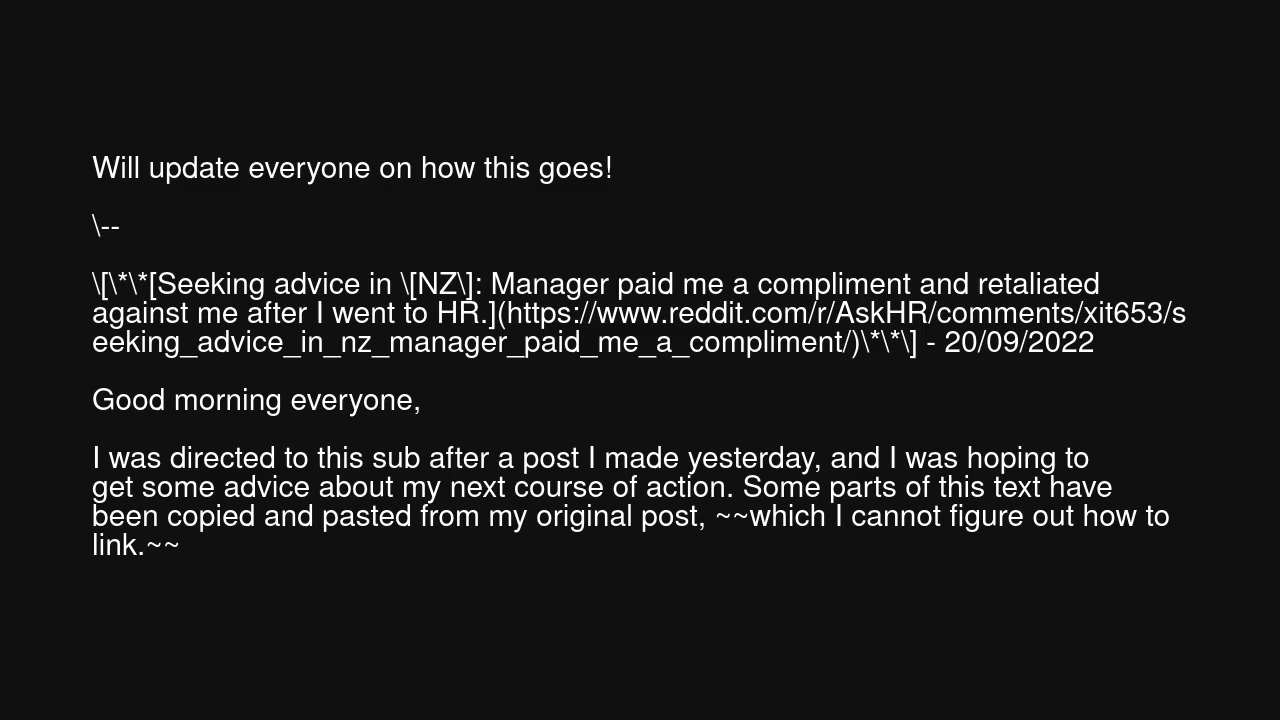 Will update everyone on how this goes!
\--
\[\*\*[Seeking advice in \[NZ\]: Manager paid me a compliment and retaliated
against me after I went to HR.](https://www.reddit.com/r/AskHR/comments/xit653/s
eeking_advice_in_nz_manager_paid_me_a_compliment/)\*\*\] - 20/09/2022
Good morning everyone,
I was directed to this sub after a post I made yesterday, and I was hoping to
get some advice about my next course of action. Some parts of this text have
been copied and pasted from my original post, ~~which I cannot figure out how to
link.~~